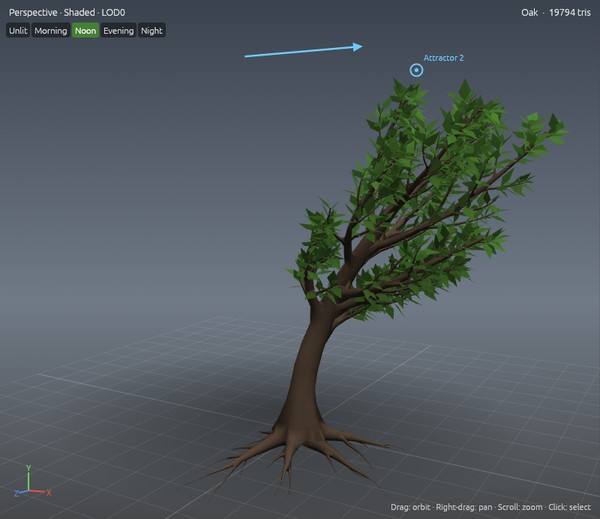 Perspective · Shaded · LOD0
Oak · 19794 tris
Unlit Morning Noon Evening Night
Attractor 2
Y
Z X
Drag: orbit · Right-drag: pan · Scroll: zoom · Click: select